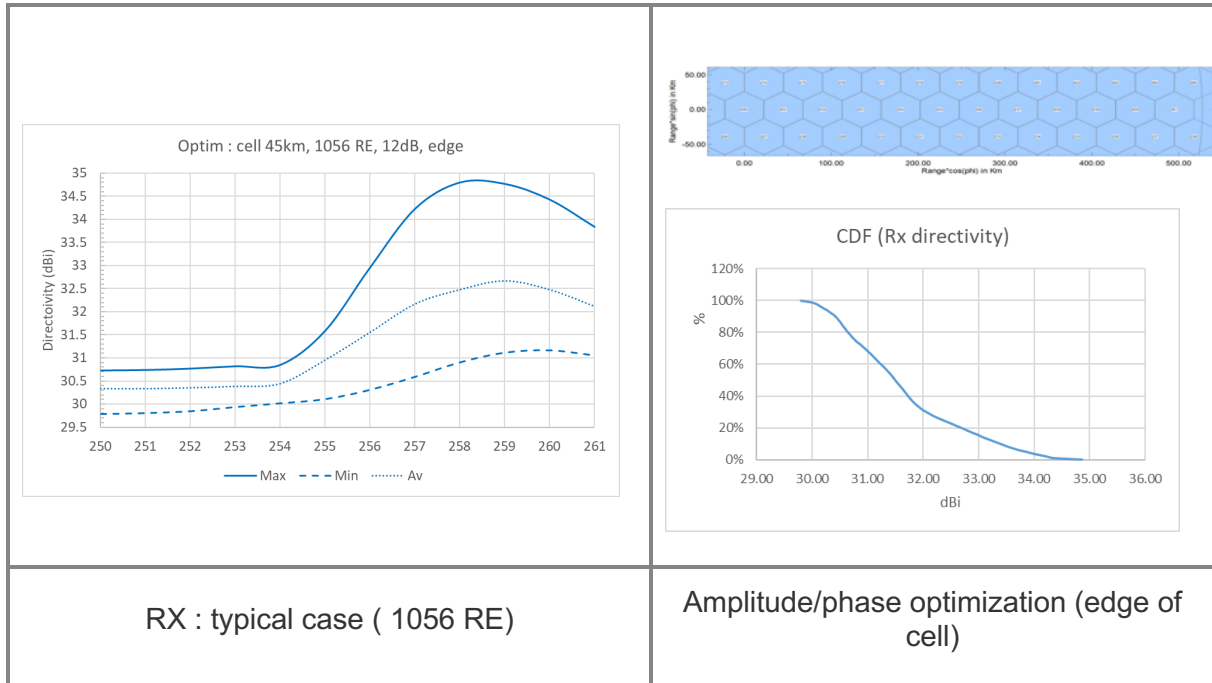 Optim : cell 45km, 1056 RE, 12dB, edge
35
34.5
34
33.5
33
32.5
32
31.5
31
30.5
30
29.5
Directoivity (dBi)
250 251 252 253 254 255 256 257 258 259 260 261
Max Min Av
50.00
0.00
-50.00
Range*sin(phi) in Km
0.00 100.00 200.00 300.00 400.00 500.00
Range*cos(phi) in Km
CDF (Rx directivity)
120%
100%
80%
60%
40%
20%
0%
%
29.00 30.00 31.00 32.00 33.00 34.00 35.00 36.00
dBi
RX : typical case ( 1056 RE)
Amplitude/phase optimization (edge of
cell)